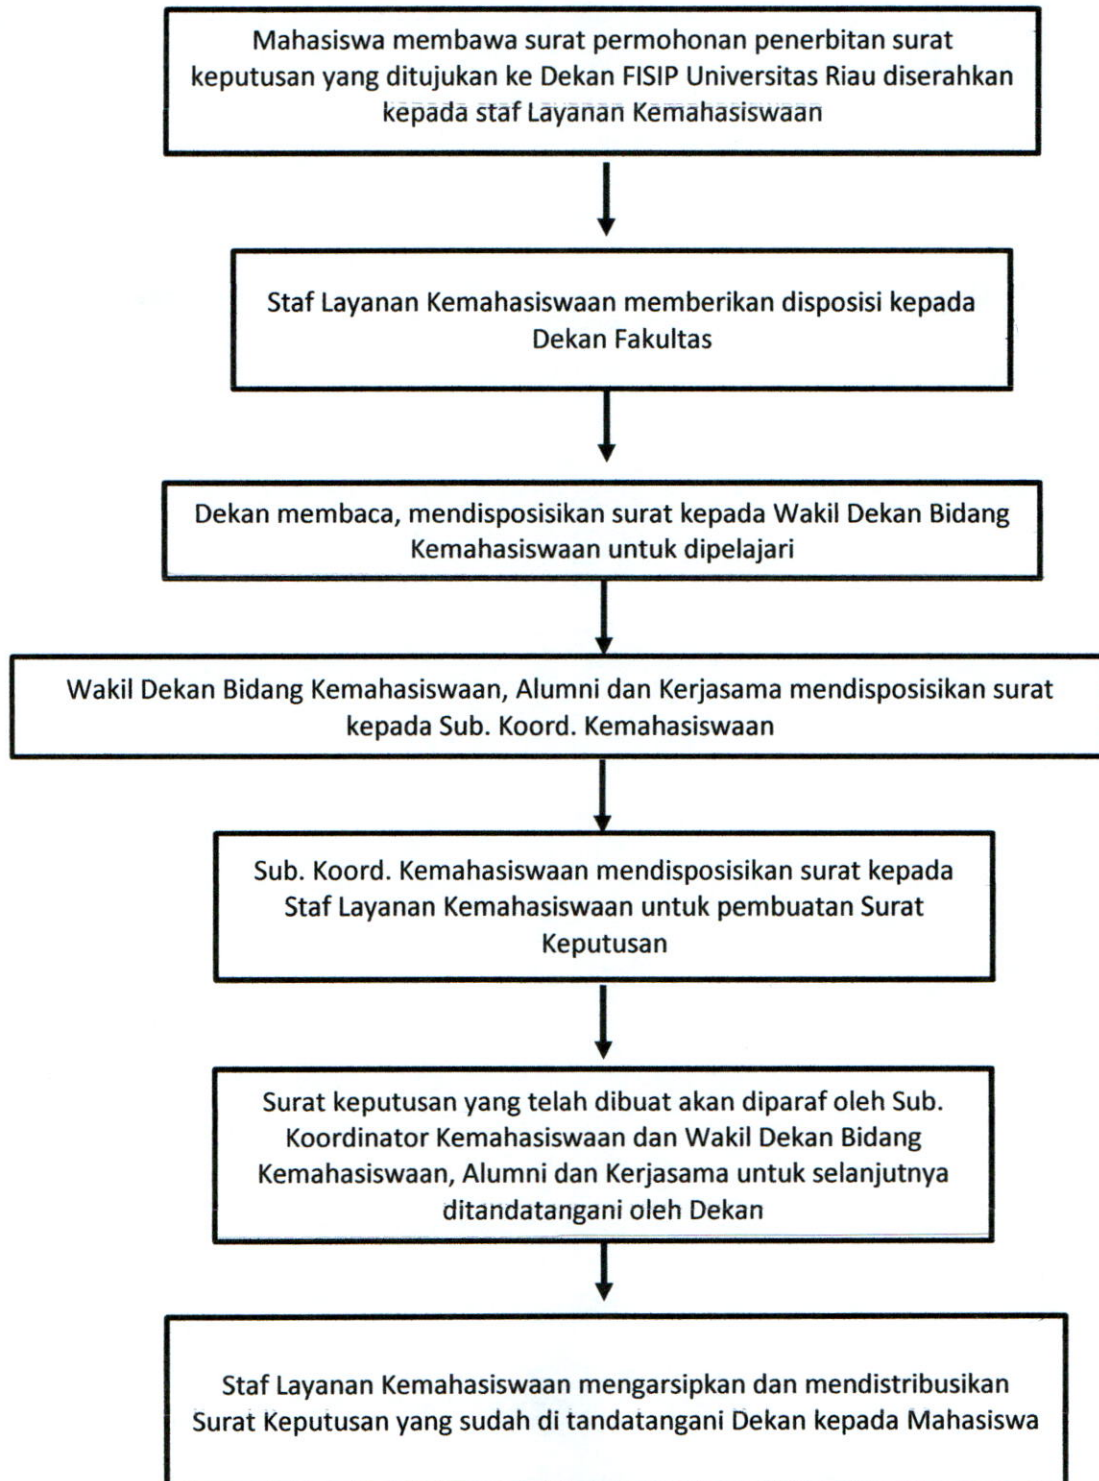 Mahasiswa membawa surat permohonan penerbitan surat
keputusan yang ditujukan ke Dekan FISIP Universitas Riau diserahkan
kepada staf Layanan Kemahasiswaan
Staf Layanan Kemahasiswaan memberikan disposisi kepada
Dekan Fakultas
Dekan membaca, mendisposisikan surat kepada Wakil Dekan Bidang
Kemahasiswaan untuk dipelajari
Wakil Dekan Bidang Kemahasiswaan, Alumni dan Kerjasama mendisposisikan surat
kepada Sub. Koord. Kemahasiswaan
Sub. Koord. Kemahasiswaan mendisposisikan surat kepada
Staf Layanan Kemahasiswaan untuk pembuatan Surat
Keputusan
Surat keputusan yang telah dibuat akan diparaf oleh Sub.
Koordinator Kemahasiswaan dan Wakil Dekan Bidang
Kemahasiswaan, Alumni dan Kerjasama untuk selanjutnya
ditandatangani oleh Dekan
Staf Layanan Kemahasiswaan mengarsipkan dan mendistribusikan
Surat Keputusan yang sudah di tandatangani Dekan kepada Mahasiswa